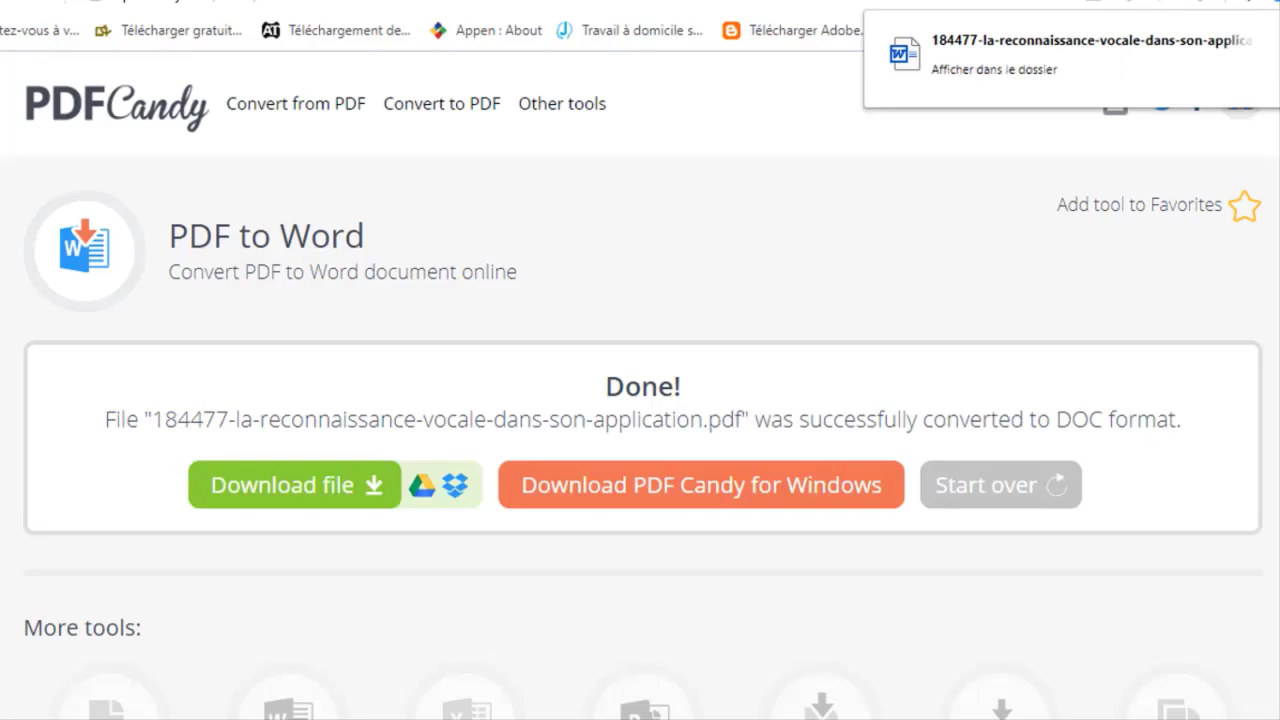 tez-vous à v...
Télécharger gratuit...
Téléchargement de...
Appen : About
Travail à domicile s...
Télécharger Adobe.
184477-la-reconnaissance-vocale-dans-son-applica
Afficher dans le dossier
PDFCandy
Convert from PDF
Convert to PDF
Other tools
Add tool to Favorites
PDF to Word
Convert PDF to Word document online
Done!
File "184477-la-reconnaissance-vocale-dans-son-application.pdf" was successfully converted to DOC format.
Download file
Download PDF Candy for Windows
Start over
More tools: